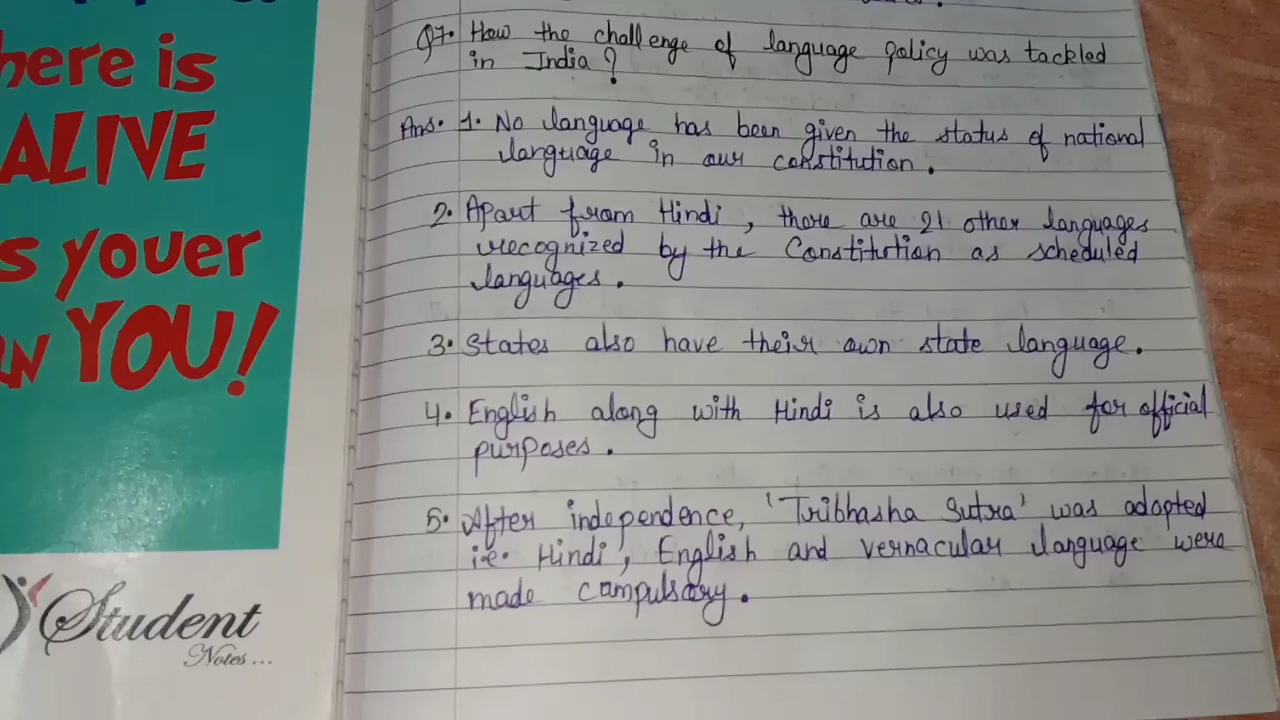 here is
ALIVE
s youer
IN YOU!
Student
Notes...
Q7. How the challenge of language policy was tackled
in India?
Ans. 1. No language has been given the status of national
language in our constitution.
2. Apart from Hindi, there are 21 other languages
recognized by the Constitution as scheduled
languages.
3. States also have their own state language.
4. English along with Hindi is also used for official
purposes.
5. After independence, 'Tribhasha Sutra' was adopted
i.e. Hindi, English and vernacular language were
made compulsory.